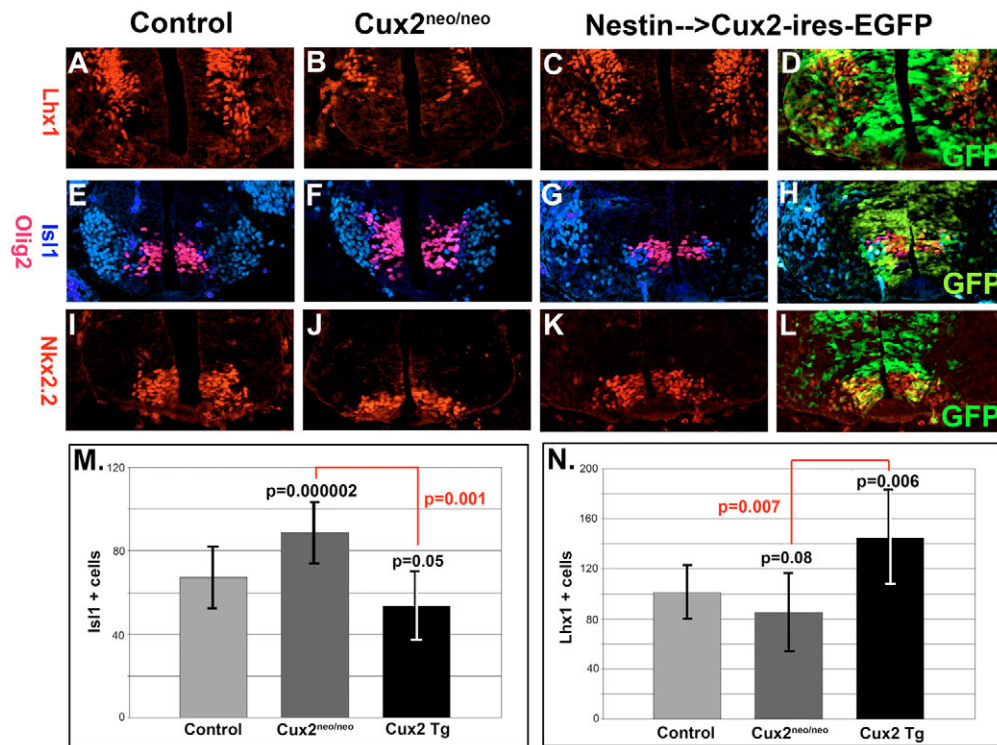 Control Cux2neo/neo Nestin-->Cux2-ires-EGFP
Lhx1
A B C D
GFP
Olig2 Isl1
E F G H
GFP
Nkx2.2
I J K L
GFP
M.
Isl1 + cells
120
80
40
0
p=0.000002
p=0.001
p=0.05
Control Cux2neo/neo Cux2 Tg
N.
Lhx1 + cells
200
160
120
80
40
0
p=0.006
p=0.007
p=0.08
Control Cux2neo/neo Cux2 Tg